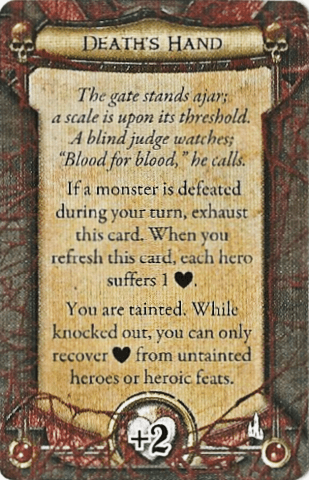 DEATH'S HAND
The gate stands ajar;
a scale is upon its threshold.
A blind judge watches;
"Blood for blood," he calls.
If a monster is defeated
during your turn, exhaust
this card. When you
refresh this card, each hero
suffers 1 ♥.
You are tainted. While
knocked out, you can only
recover ♥ from untainted
heroes or heroic feats.
+2